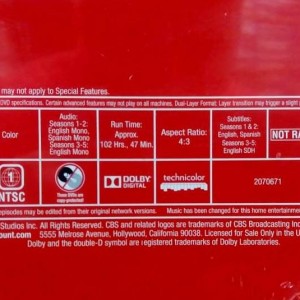 may not apply to Special Features.
DVD specifications. Certain advanced features may not play on all machines. Dual-Layer Format: Layer transition may trigger a slight
Color
Audio:
Seasons 1-2:
English Mono,
Spanish Mono
Seasons 3-5:
English Mono
Run Time:
Approx.
102 Hrs., 47 Min.
Aspect Ratio:
4:3
Subtitles:
Seasons 1 & 2:
English, Spanish
Seasons 3-5:
English SDH
NOT RA
1
NTSC
These DVDs are
copy-protected
DOLBY
DIGITAL
technicolor
2070671
episodes may be edited from their original network versions. Music has been changed for this home entertainment
Studios Inc. All Rights Reserved. CBS and related logos are trademarks of CBS Broadcasting Inc
ount.com 5555 Melrose Avenue, Hollywood, California 90038. Licensed for Sale Only in the U
Dolby and the double-D symbol are registered trademarks of Dolby Laboratories.